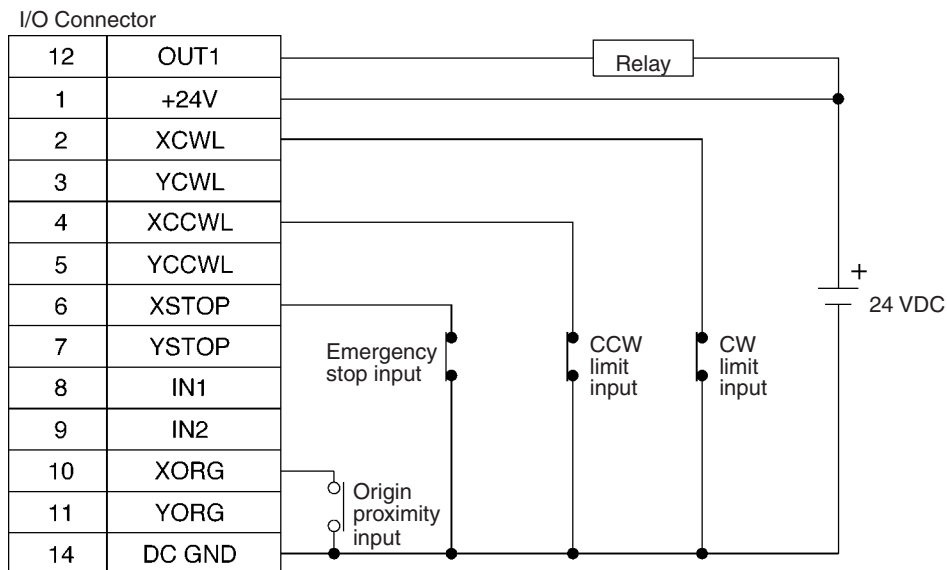 I/O Connector
12 OUT1
Relay
1 +24V
2 XCWL
3 YCWL
4 XCCWL
5 YCCWL
+
6 XSTOP
24 VDC
7 YSTOP
Emergency
stop input
CCW
limit
input
CW
limit
input
8 IN1
9 IN2
10 XORG
Origin
proximity
input
11 YORG
14 DC GND